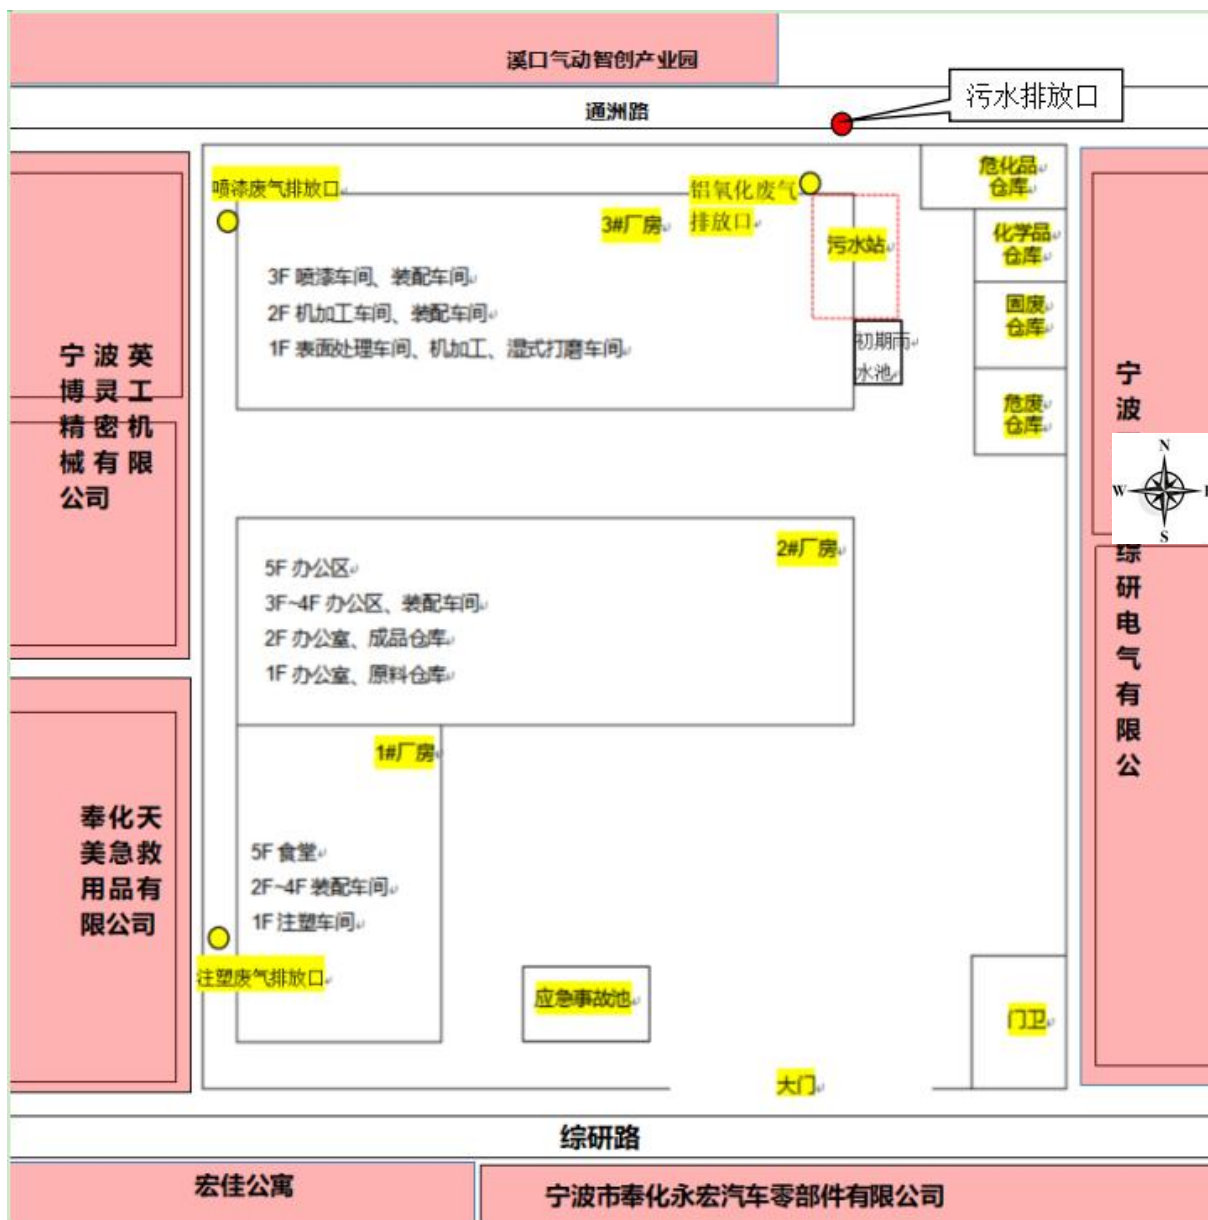 溪口气动智创产业园
污水排放口
通洲路
喷漆废气排放口
铝氧化废气
排放口
3#厂房
污水站
危化品
仓库
化学品
仓库
固废
仓库
危废
仓库
3F 喷漆车间、装配车间
2F 机加工车间、装配车间
1F 表面处理车间、机加工、湿式打磨车间
初期雨
水池
宁波英
博灵工
精密机
械有限
公司
宁
波
N
W
S
综
研
电
气
有
限
公
2#厂房
5F 办公区
3F~4F 办公区、装配车间
2F 办公室、成品仓库
1F 办公室、原料仓库
1#厂房
5F 食堂
2F~4F 装配车间
1F 注塑车间
奉化天
美急救
用品有
限公司
注塑废气排放口
应急事故池
门卫
大门
综研路
宏佳公寓
宁波市奉化永宏汽车零部件有限公司